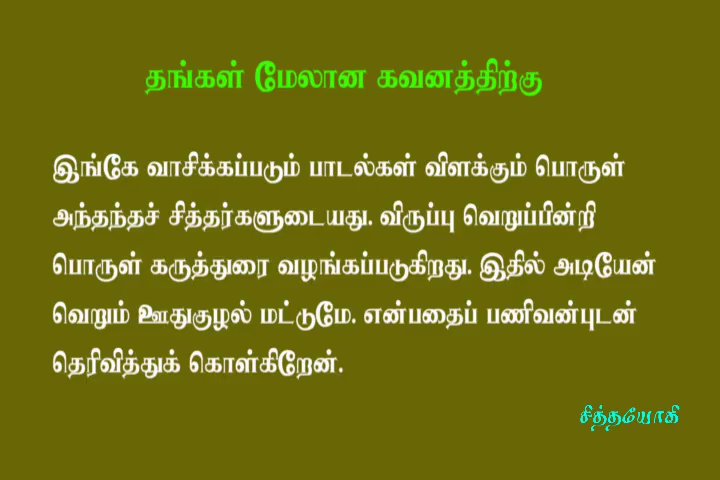 தங்கள் மேலான கவனத்திற்கு
இங்கே வாசிக்கப்படும் பாடல்கள் விளக்கும் பொருள்
அந்தந்தச் சித்தர்களுடையது. விருப்பு வெறுப்பின்றி
பொருள் கருத்துரை வழங்கப்படுகிறது. இதில் அடியேன்
வெறும் ஊதுகுழல் மட்டுமே. என்பதைப் பணிவன்புடன்
தெரிவித்துக் கொள்கிறேன்.
சித்தயோகி